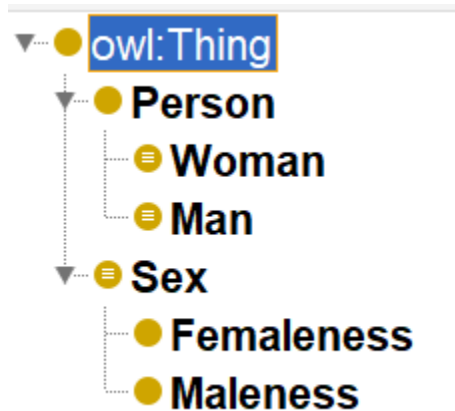 owl:Thing
Person
Woman
Man
Sex
Femaleness
Maleness